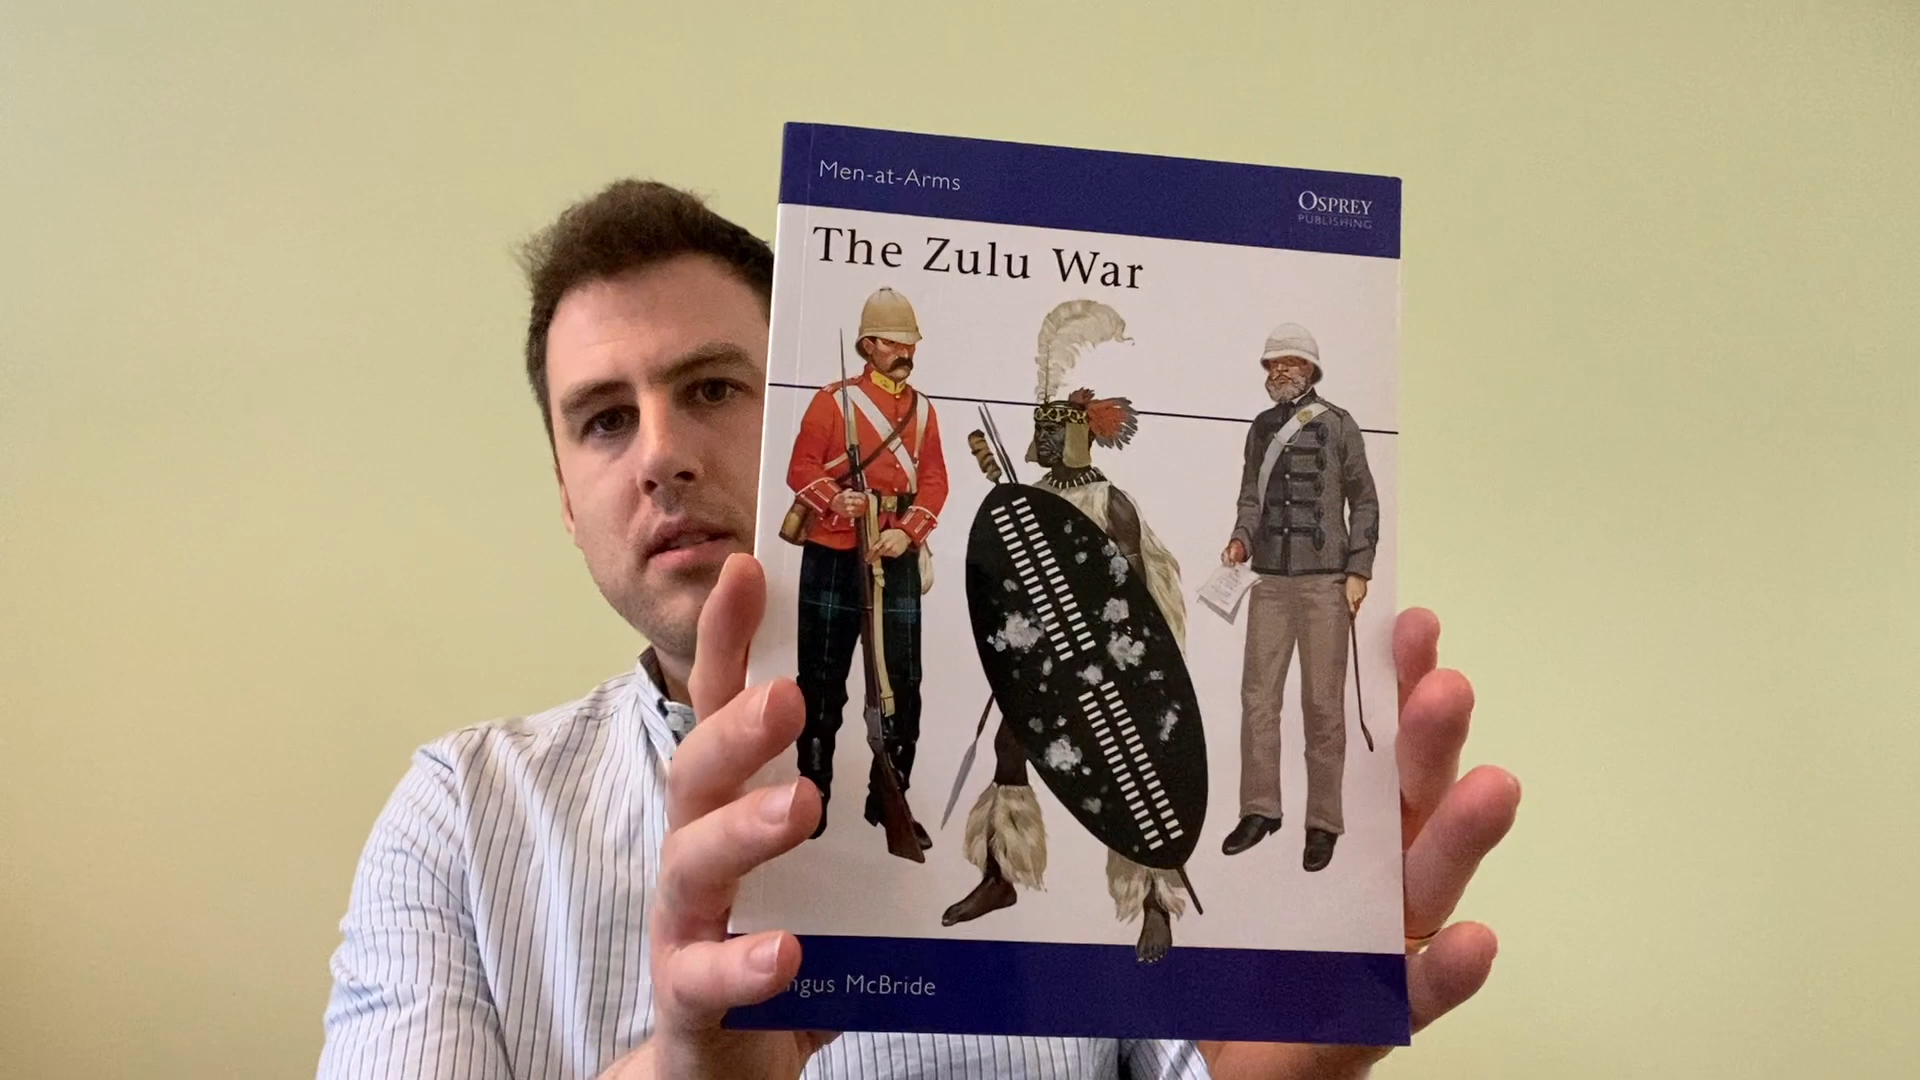 Men-at-Arms
OSPREY
PUBLISHING
The Zulu War
ngus McBride